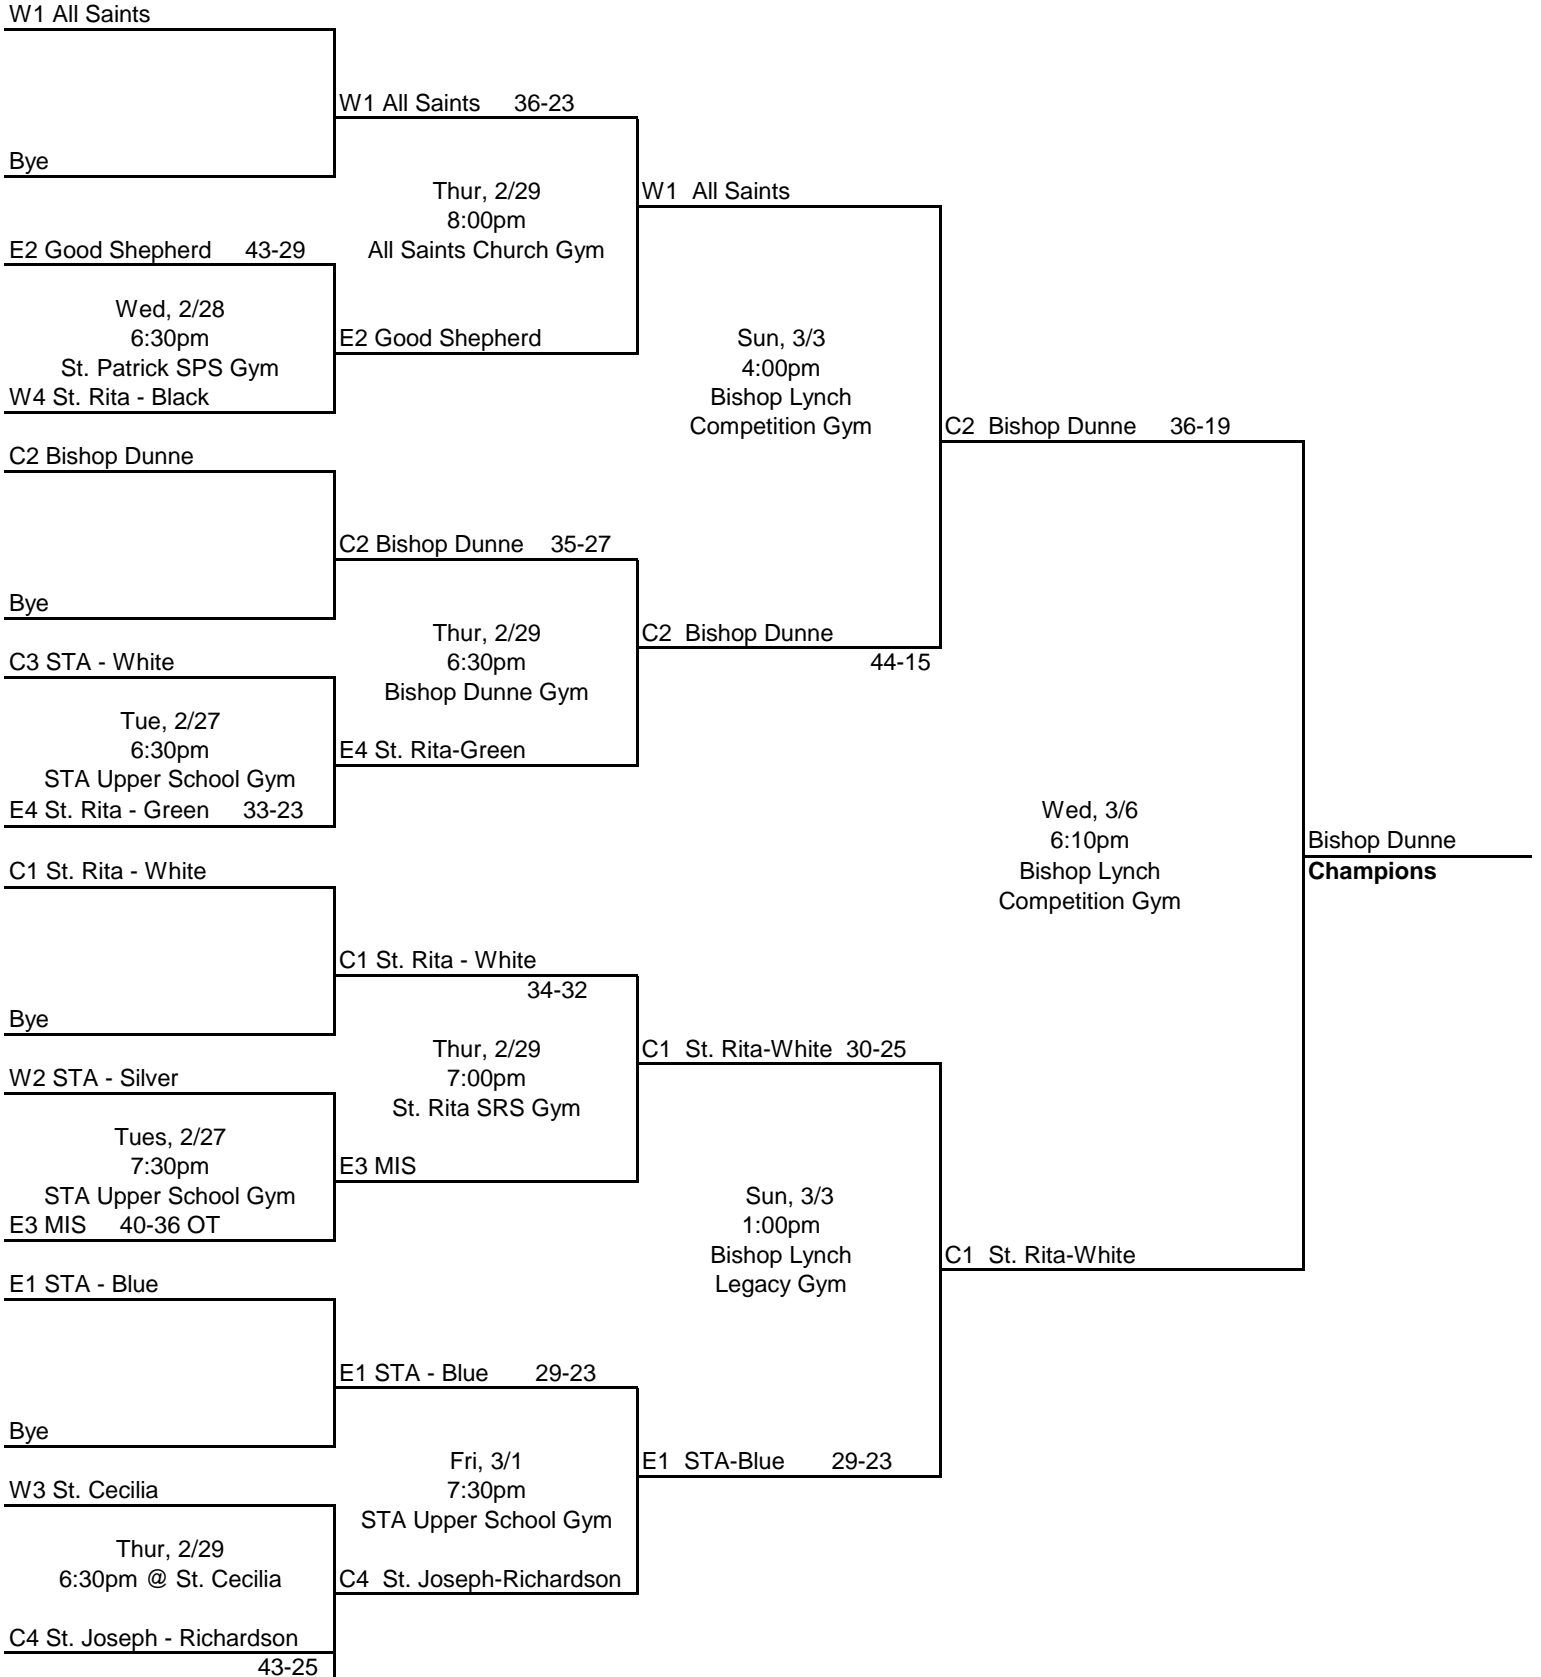 W1 All Saints
Bye
W1 All Saints 36-23
Thur, 2/29
8:00pm
All Saints Church Gym
E2 Good Shepherd 43-29
Wed, 2/28
6:30pm
St. Patrick SPS Gym
W4 St. Rita - Black
E2 Good Shepherd
W1 All Saints
Sun, 3/3
4:00pm
Bishop Lynch
Competition Gym
C2 Bishop Dunne
Bye
C2 Bishop Dunne 35-27
Thur, 2/29
6:30pm
Bishop Dunne Gym
C3 STA - White
Tue, 2/27
6:30pm
STA Upper School Gym
E4 St. Rita - Green 33-23
E4 St. Rita-Green
C2 Bishop Dunne
44-15
C2 Bishop Dunne 36-19
Wed, 3/6
6:10pm
Bishop Lynch
Competition Gym
Bishop Dunne
Champions
C1 St. Rita - White
Bye
C1 St. Rita - White
34-32
Thur, 2/29
7:00pm
St. Rita SRS Gym
W2 STA - Silver
Tues, 2/27
7:30pm
STA Upper School Gym
E3 MIS 40-36 OT
E3 MIS
C1 St. Rita-White 30-25
Sun, 3/3
1:00pm
Bishop Lynch
Legacy Gym
C1 St. Rita-White
E1 STA - Blue
Bye
E1 STA - Blue 29-23
Fri, 3/1
7:30pm
STA Upper School Gym
E1 STA-Blue 29-23
W3 St. Cecilia
Thur, 2/29
6:30pm @ St. Cecilia
C4 St. Joseph-Richardson
C4 St. Joseph - Richardson
43-25